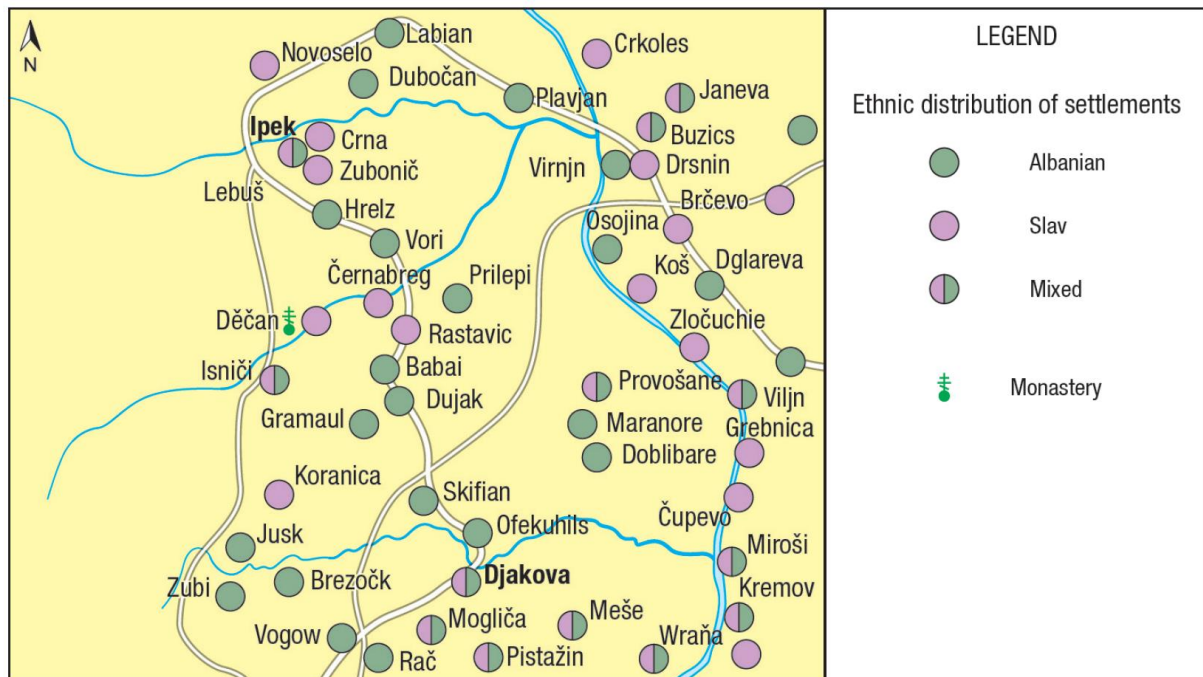 Labian
Novoselo
Crkoles
Dubočan
Plavjan
Janeva
Ipek
Crna
Buzics
Zubonič
Virnjn
Drsnin
Lebuš
Brčevo
Hrelz
Osojina
Vori
Dglareva
Černabreg
Prilepi
Koš
Děčan
Rastavic
Zločuchie
Isniči
Babai
Provošane
Viljn
Dujak
Gramaul
Maranore
Grebnica
Doblibare
Koranica
Skifian
Čupevo
Ofekuhils
Jusk
Miroši
Zubi
Brezočk
Djakova
Kremov
Mogliča
Meše
Vogow
Wraňa
Rač
Pistažin
N
LEGEND
Ethnic distribution of settlements
Albanian
Slav
Mixed
Monastery